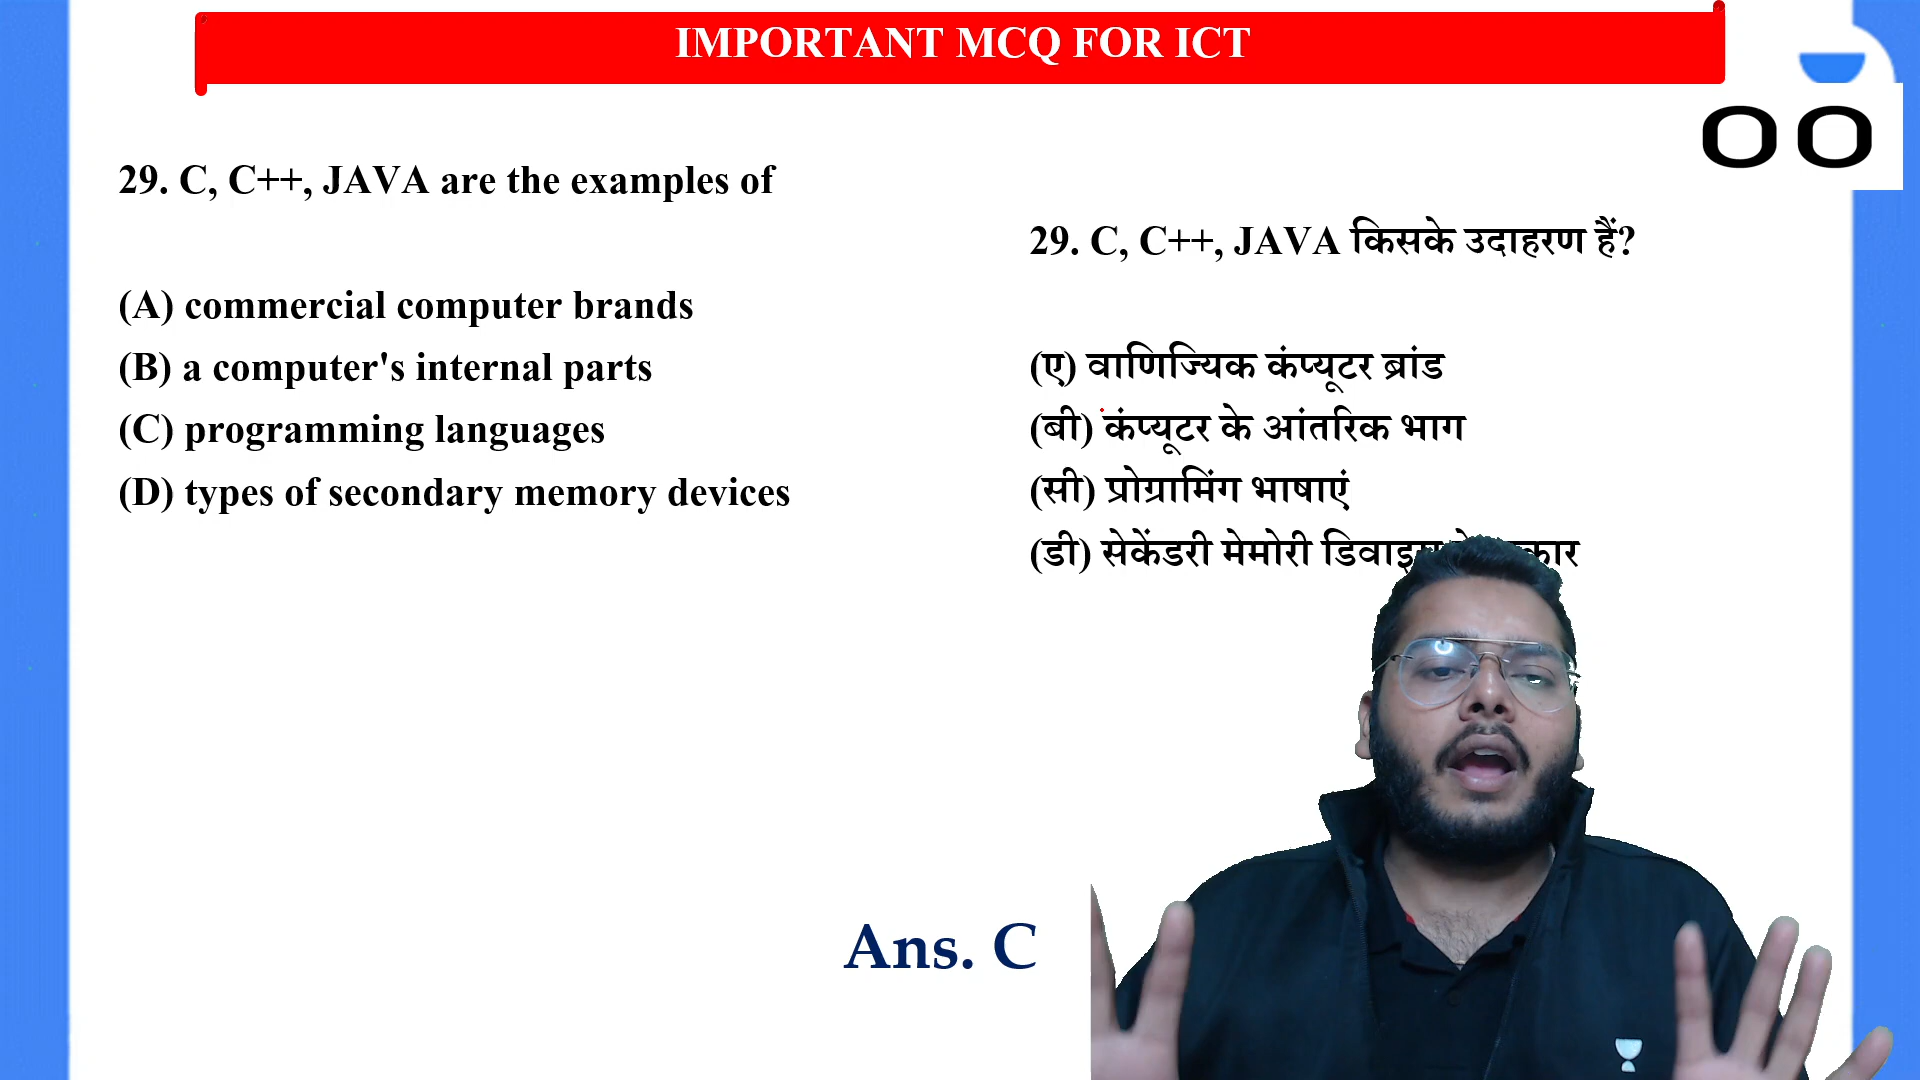 IMPORTANT MCQ FOR ICT
29. C, C++, JAVA are the examples of
(A) commercial computer brands
(B) a computer's internal parts
(C) programming languages
(D) types of secondary memory devices
29. C, C++, JAVA किसके उदाहरण हैं?
(ए) वाणिज्यिक कंप्यूटर ब्रांड
(बी) कंप्यूटर के आंतरिक भाग
(सी) प्रोग्रामिंग भाषाएं
(डी) सेकेंडरी मेमोरी
Ans. C